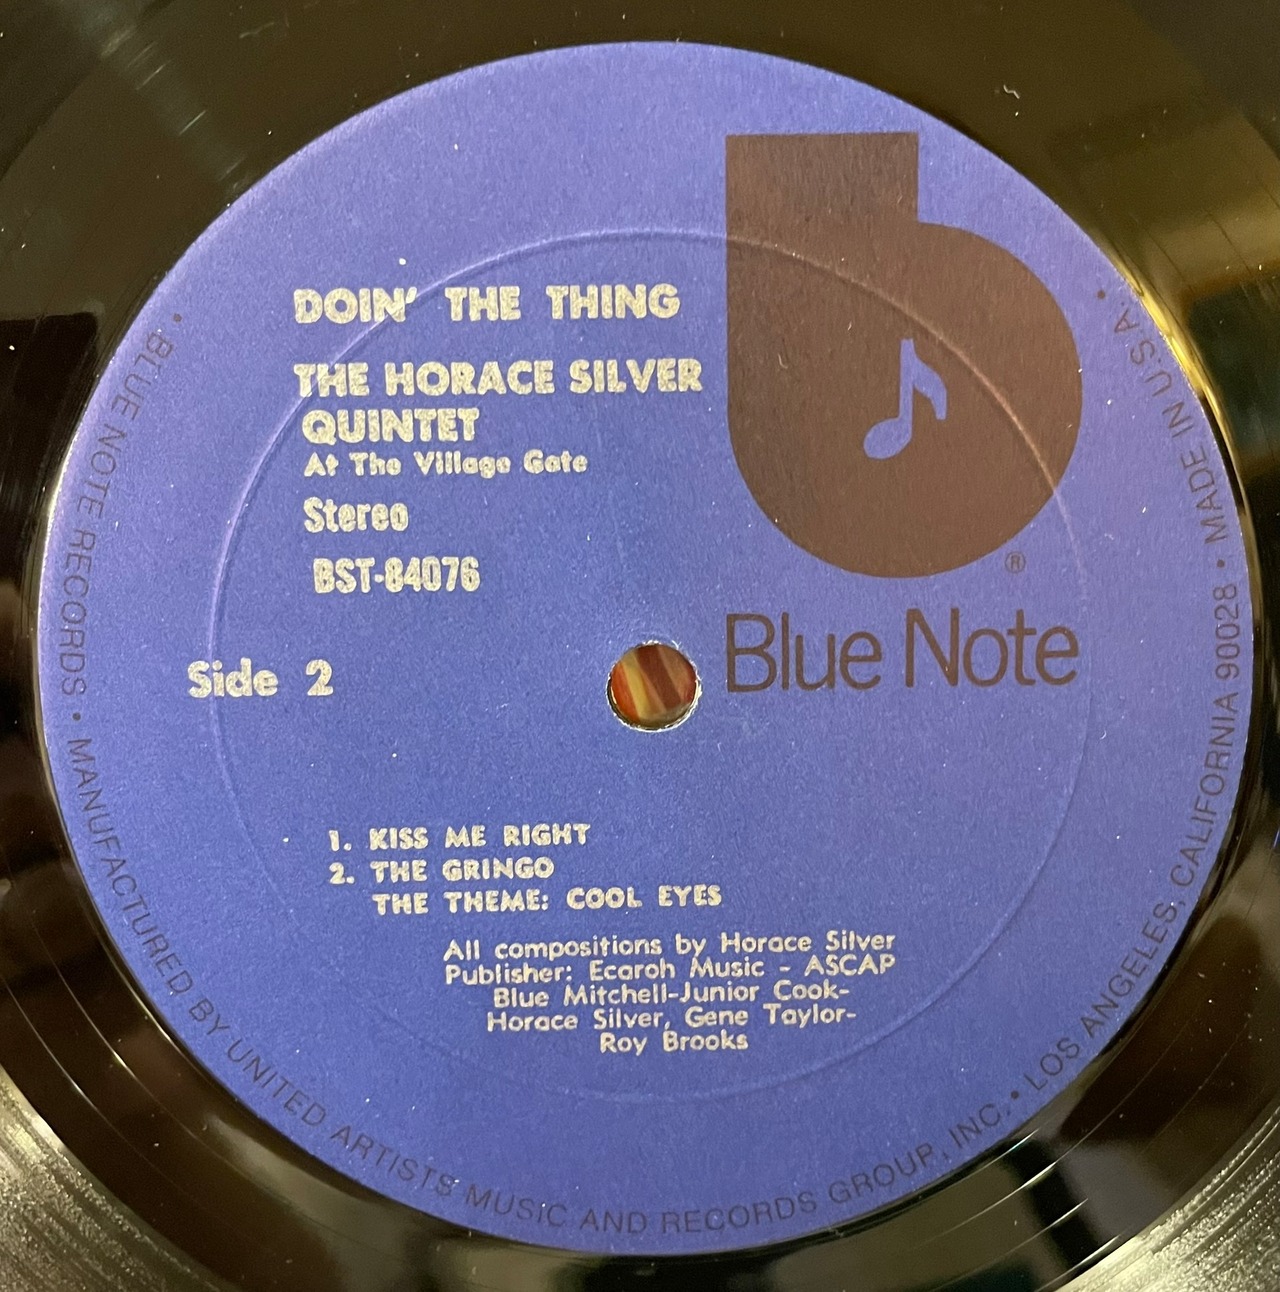 DOIN' THE THING
THE HORACE SILVER
QUINTET
At The Village Gate
Stereo
BST-84076
Side 2
®
Blue Note
1. KISS ME RIGHT
2. THE GRINGO
THE THEME: COOL EYES
All compositions by Horace Silver
Publisher: Ecaroh Music - ASCAP
Blue Mitchell-Junior Cook-
Horace Silver, Gene Taylor-
Roy Brooks
• BLUE NOTE RECORDS • MANUFACTURED BY UNITED ARTISTS MUSIC AND RECORDS GROUP, INC. • LOS ANGELES, CALIFORNIA 90028 • MADE IN U.S.A. •